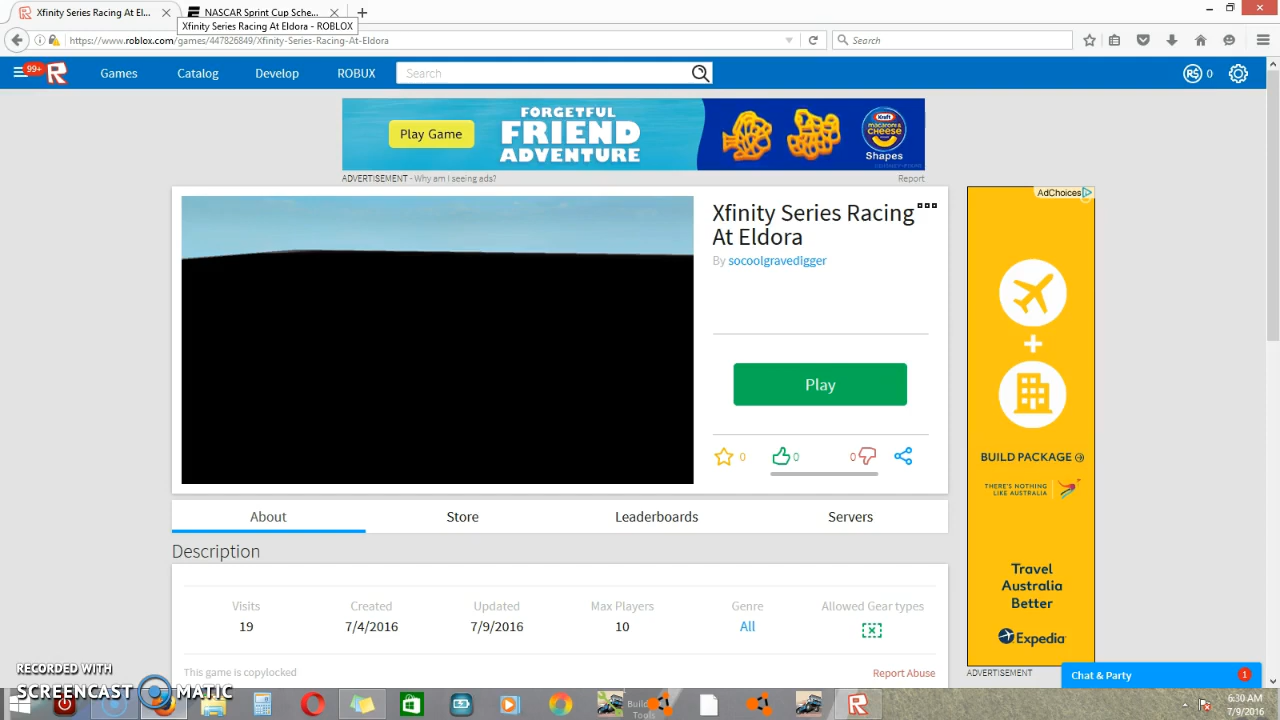 Xfinity Series Racing At El...
NASCAR Sprint Cup Sche...
Xfinity Series Racing At Eldora - ROBLOX
https://www.roblox.com/games/447826849/Xfinity-Series-Racing-At-Eldora
Search
99+
Games
Catalog
Develop
ROBUX
Search
R$ 0
Play Game
FORGETFUL
FRIEND
ADVENTURE
Kraft
macaroni &
cheese
Shapes
ADVERTISEMENT - Why am I seeing ads?
Report
AdChoices
Xfinity Series Racing
At Eldora
By socoolgravedigger
Play
0
0
0
BUILD PACKAGE
THERE'S NOTHING
LIKE AUSTRALIA
About
Store
Leaderboards
Servers
Description
Visits
Created
Updated
Max Players
Genre
Allowed Gear types
19
7/4/2016
7/9/2016
10
All
Travel
Australia
Better
Expedia
This game is copylocked
Report Abuse
ADVERTISEMENT
Chat & Party
1
RECORDED WITH
SCREENCAST MATIC
Build
Tools
6:30 AM
7/9/2016